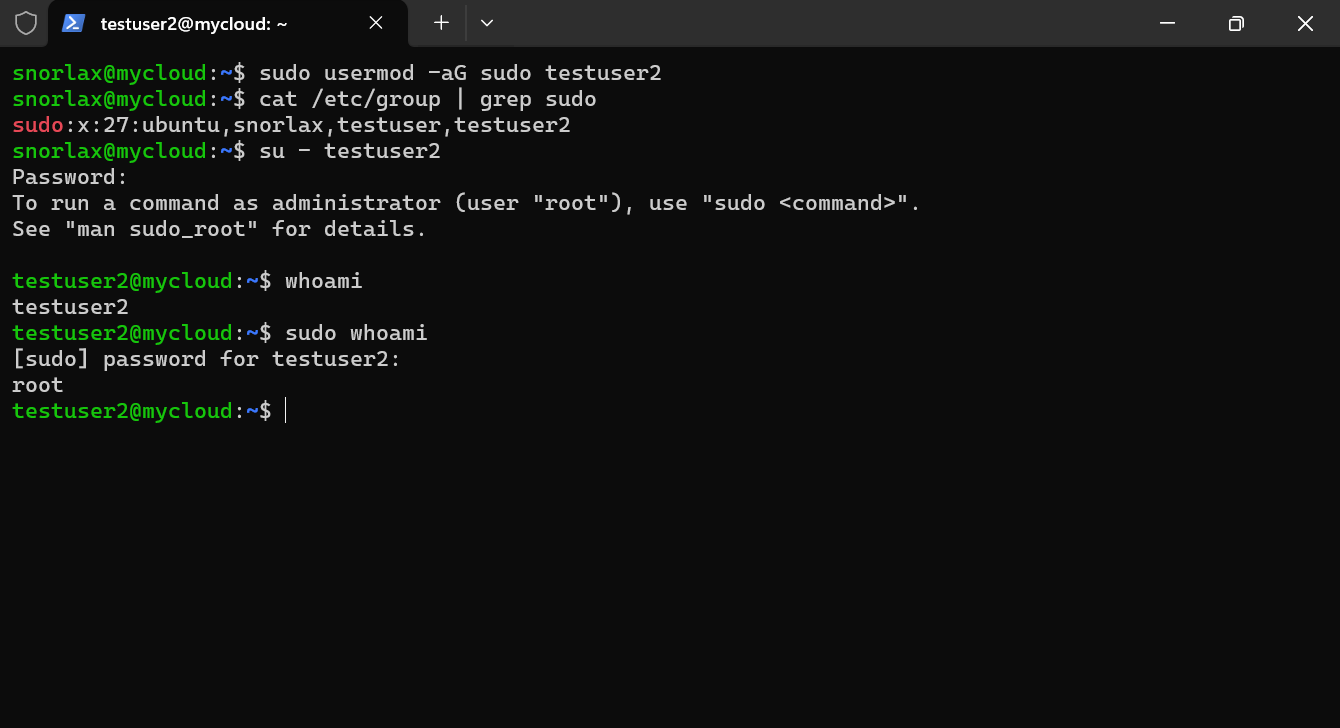 testuser2@mycloud: ~
snorlax@mycloud:~$ sudo usermod -aG sudo testuser2
snorlax@mycloud:~$ cat /etc/group | grep sudo
sudo:x:27:ubuntu,snorlax,testuser,testuser2
snorlax@mycloud:~$ su - testuser2
Password:
To run a command as administrator (user "root"), use "sudo <command>".
See "man sudo_root" for details.
testuser2@mycloud:~$ whoami
testuser2
testuser2@mycloud:~$ sudo whoami
[sudo] password for testuser2:
root
testuser2@mycloud:~$